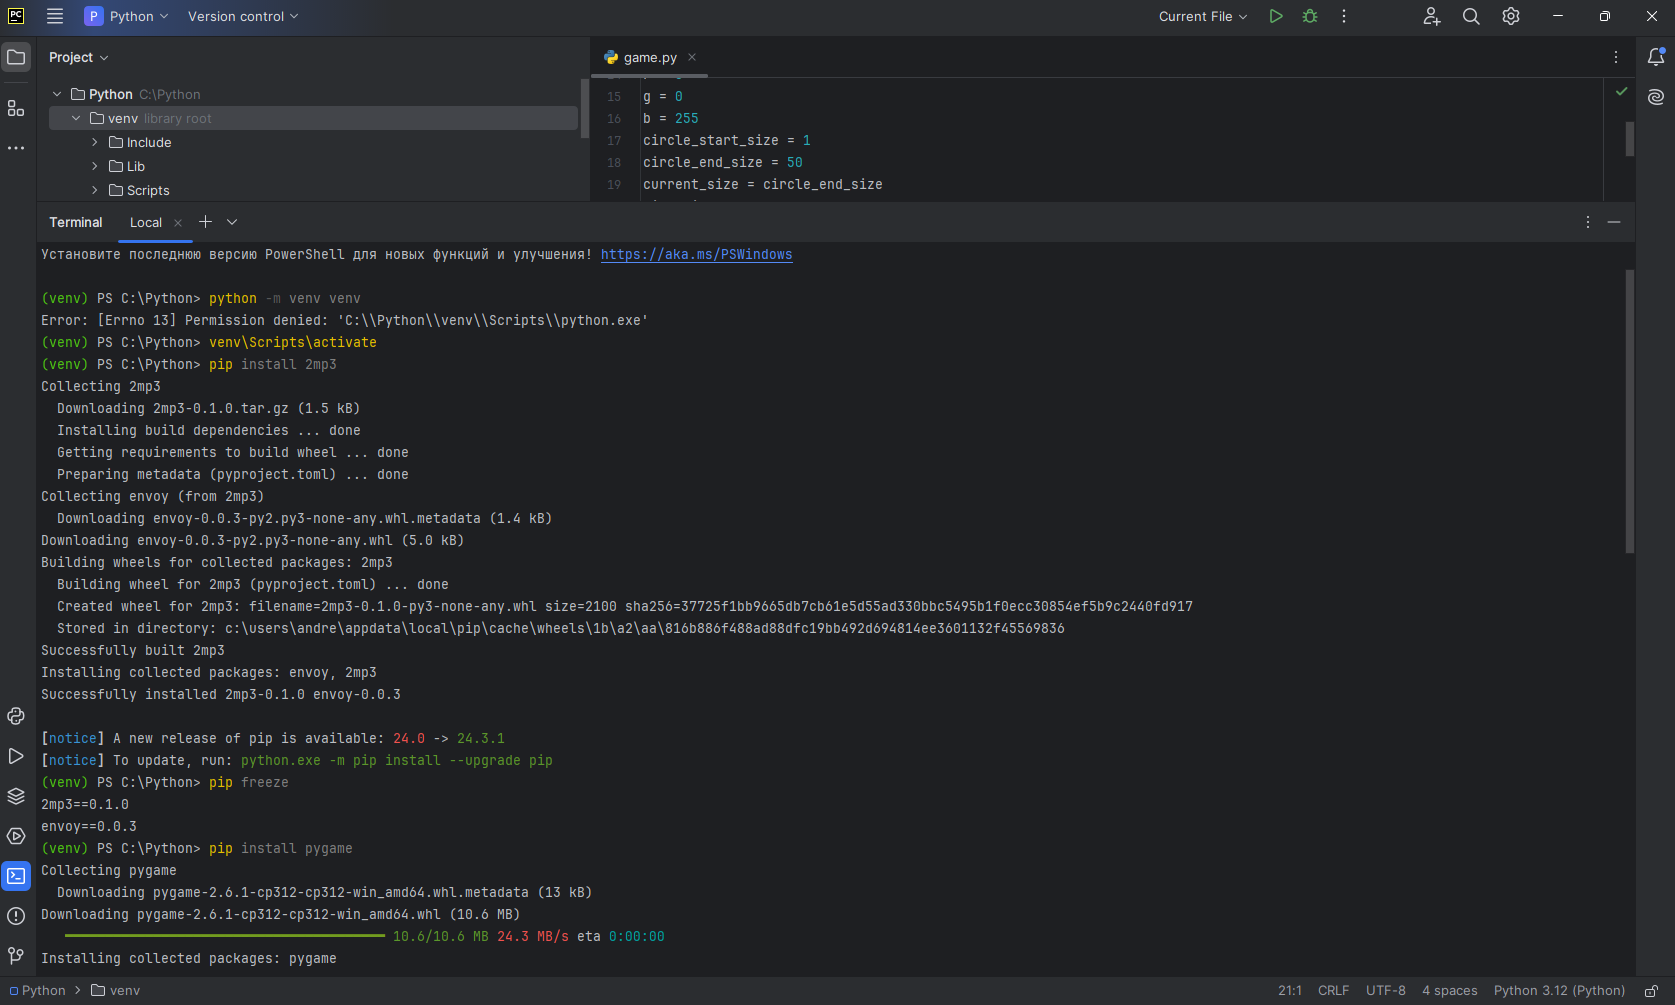 PC
P Python
Version control
Current File
Project
game.py
Python C:\Python
venv library root
Include
Lib
Scripts
15 g = 0
16 b = 255
17 circle_start_size = 1
18 circle_end_size = 50
19 current_size = circle_end_size
Terminal Local
Установите последнюю версию PowerShell для новых функций и улучшения! https://aka.ms/PSWindows
(venv) PS C:\Python> python -m venv venv
Error: [Errno 13] Permission denied: 'C:\\Python\\venv\\Scripts\\python.exe'
(venv) PS C:\Python> venv\Scripts\activate
(venv) PS C:\Python> pip install 2mp3
Collecting 2mp3
Downloading 2mp3-0.1.0.tar.gz (1.5 kB)
Installing build dependencies ... done
Getting requirements to build wheel ... done
Preparing metadata (pyproject.toml) ... done
Collecting envoy (from 2mp3)
Downloading envoy-0.0.3-py2.py3-none-any.whl.metadata (1.4 kB)
Downloading envoy-0.0.3-py2.py3-none-any.whl (5.0 kB)
Building wheels for collected packages: 2mp3
Building wheel for 2mp3 (pyproject.toml) ... done
Created wheel for 2mp3: filename=2mp3-0.1.0-py3-none-any.whl size=2100 sha256=37725f1bb9665db7cb61e5d55ad330bbc5495b1f0ecc30854ef5b9c2440fd917
Stored in directory: c:\users\andre\appdata\local\pip\cache\wheels\1b\a2\aa\816b886f488ad88dfc19bb492d694814ee3601132f45569836
Successfully built 2mp3
Installing collected packages: envoy, 2mp3
Successfully installed 2mp3-0.1.0 envoy-0.0.3
[notice] A new release of pip is available: 24.0 -> 24.3.1
[notice] To update, run: python.exe -m pip install --upgrade pip
(venv) PS C:\Python> pip freeze
2mp3==0.1.0
envoy==0.0.3
(venv) PS C:\Python> pip install pygame
Collecting pygame
Downloading pygame-2.6.1-cp312-cp312-win_amd64.whl.metadata (13 kB)
Downloading pygame-2.6.1-cp312-cp312-win_amd64.whl (10.6 MB)
10.6/10.6 MB 24.3 MB/s eta 0:00:00
Installing collected packages: pygame
Python > venv
21:1 CRLF UTF-8 4 spaces Python 3.12 (Python)